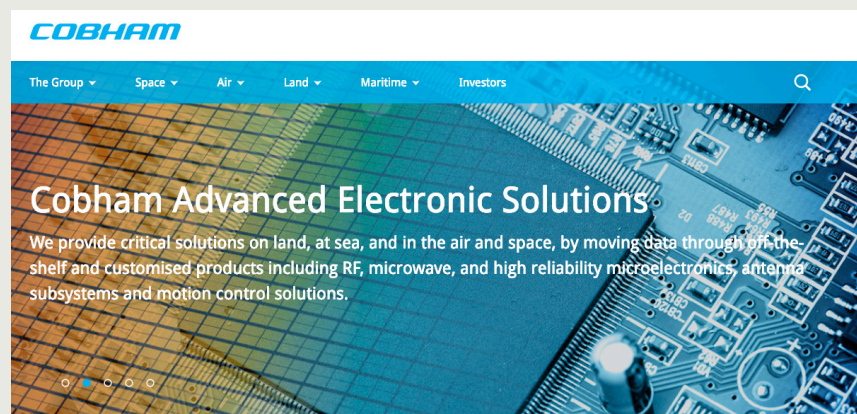 COBHAM
The Group Space Air Land Maritime Investors
Cobham Advanced Electronic Solutions
We provide critical solutions on land, at sea, and in the air and space, by moving data through off-the-
shelf and customised products including RF, microwave, and high reliability microelectronics, antenna
subsystems and motion control solutions.